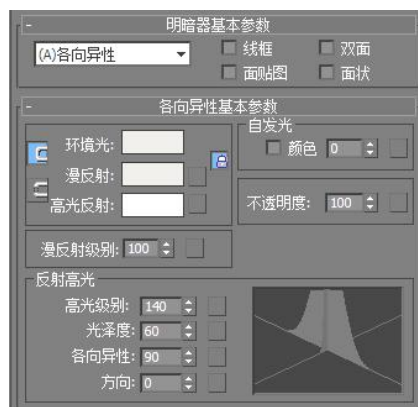 - 明暗器基本参数
(A)各向异性 线框 双面
面贴图 面状
- 各向异性基本参数
自发光
环境光: 颜色 0
漫反射:
高光反射: 不透明度: 100
漫反射级别: 100
反射高光
高光级别: 140
光泽度: 60
各向异性: 90
方向: 0